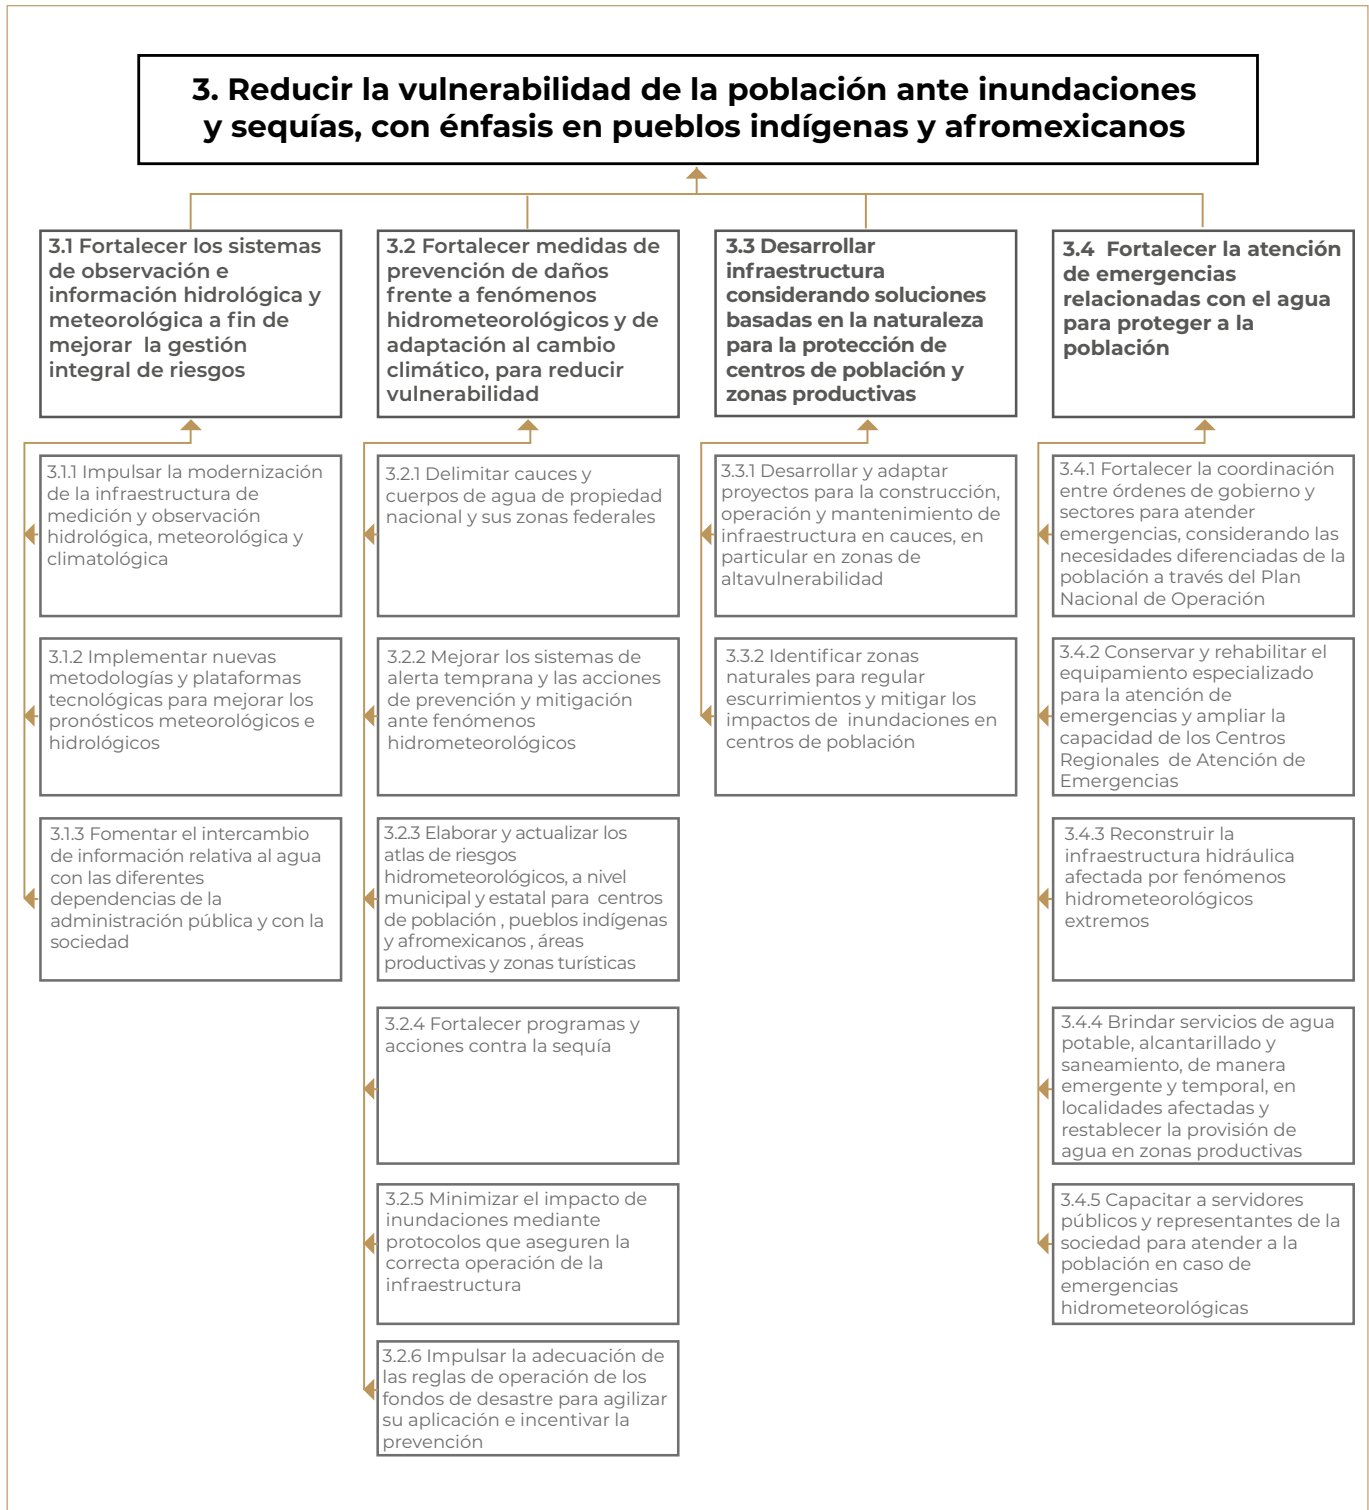 3. Reducir la vulnerabilidad de la población ante inundaciones
y sequías, con énfasis en pueblos indígenas y afromexicanos
3.1 Fortalecer los sistemas
de observación e
información hidrológica y
meteorológica a fin de
mejorar la gestión
integral de riesgos
3.1.1 Impulsar la modernización
de la infraestructura de
medición y observación
hidrológica, meteorológica y
climatológica
3.1.2 Implementar nuevas
metodologías y plataformas
tecnológicas para mejorar los
pronósticos meteorológicos e
hidrológicos
3.1.3 Fomentar el intercambio
de información relativa al agua
con las diferentes
dependencias de la
administración pública y con la
sociedad
3.2 Fortalecer medidas de
prevención de daños
frente a fenómenos
hidrometeorológicos y de
adaptación al cambio
climático, para reducir
vulnerabilidad
3.2.1 Delimitar cauces y
cuerpos de agua de propiedad
nacional y sus zonas federales
3.2.2 Mejorar los sistemas de
alerta temprana y las acciones
de prevención y mitigación
ante fenómenos
hidrometeorológicos
3.2.3 Elaborar y actualizar los
atlas de riesgos
hidrometeorológicos, a nivel
municipal y estatal para centros
de población , pueblos indígenas
y afromexicanos , áreas
productivas y zonas turísticas
3.2.4 Fortalecer programas y
acciones contra la sequía
3.2.5 Minimizar el impacto de
inundaciones mediante
protocolos que aseguren la
correcta operación de la
infraestructura
3.2.6 Impulsar la adecuación de
las reglas de operación de los
fondos de desastre para agilizar
su aplicación e incentivar la
prevención
3.3 Desarrollar
infraestructura
considerando soluciones
basadas en la naturaleza
para la protección de
centros de población y
zonas productivas
3.3.1 Desarrollar y adaptar
proyectos para la construcción,
operación y mantenimiento de
infraestructura en cauces, en
particular en zonas de
altavulnerabilidad
3.3.2 Identificar zonas
naturales para regular
escurrimientos y mitigar los
impactos de inundaciones en
centros de población
3.4 Fortalecer la atención
de emergencias
relacionadas con el agua
para proteger a la
población
3.4.1 Fortalecer la coordinación
entre órdenes de gobierno y
sectores para atender
emergencias, considerando las
necesidades diferenciadas de la
población a través del Plan
Nacional de Operación
3.4.2 Conservar y rehabilitar el
equipamiento especializado
para la atención de
emergencias y ampliar la
capacidad de los Centros
Regionales de Atención de
Emergencias
3.4.3 Reconstruir la
infraestructura hidráulica
afectada por fenómenos
hidrometeorológicos
extremos
3.4.4 Brindar servicios de agua
potable, alcantarillado y
saneamiento, de manera
emergente y temporal, en
localidades afectadas y
restablecer la provisión de
agua en zonas productivas
3.4.5 Capacitar a servidores
públicos y representantes de la
sociedad para atender a la
población en caso de
emergencias
hidrometeorológicas